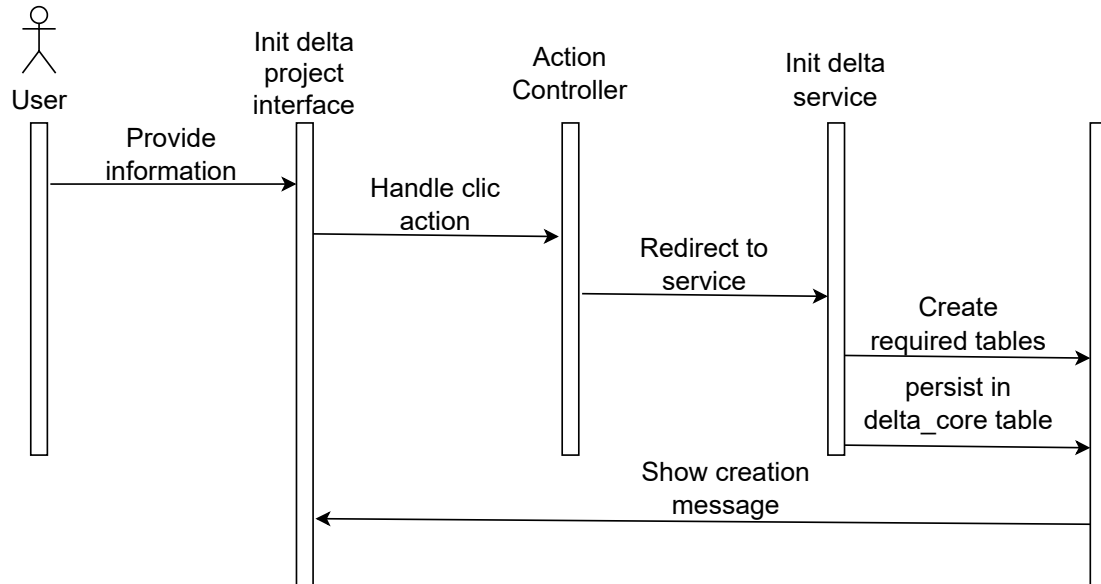 User
Init delta
project
interface
Action
Controller
Init delta
service
Provide
information
Handle clic
action
Redirect to
service
Create
required tables
persist in
delta_core table
Show creation
message